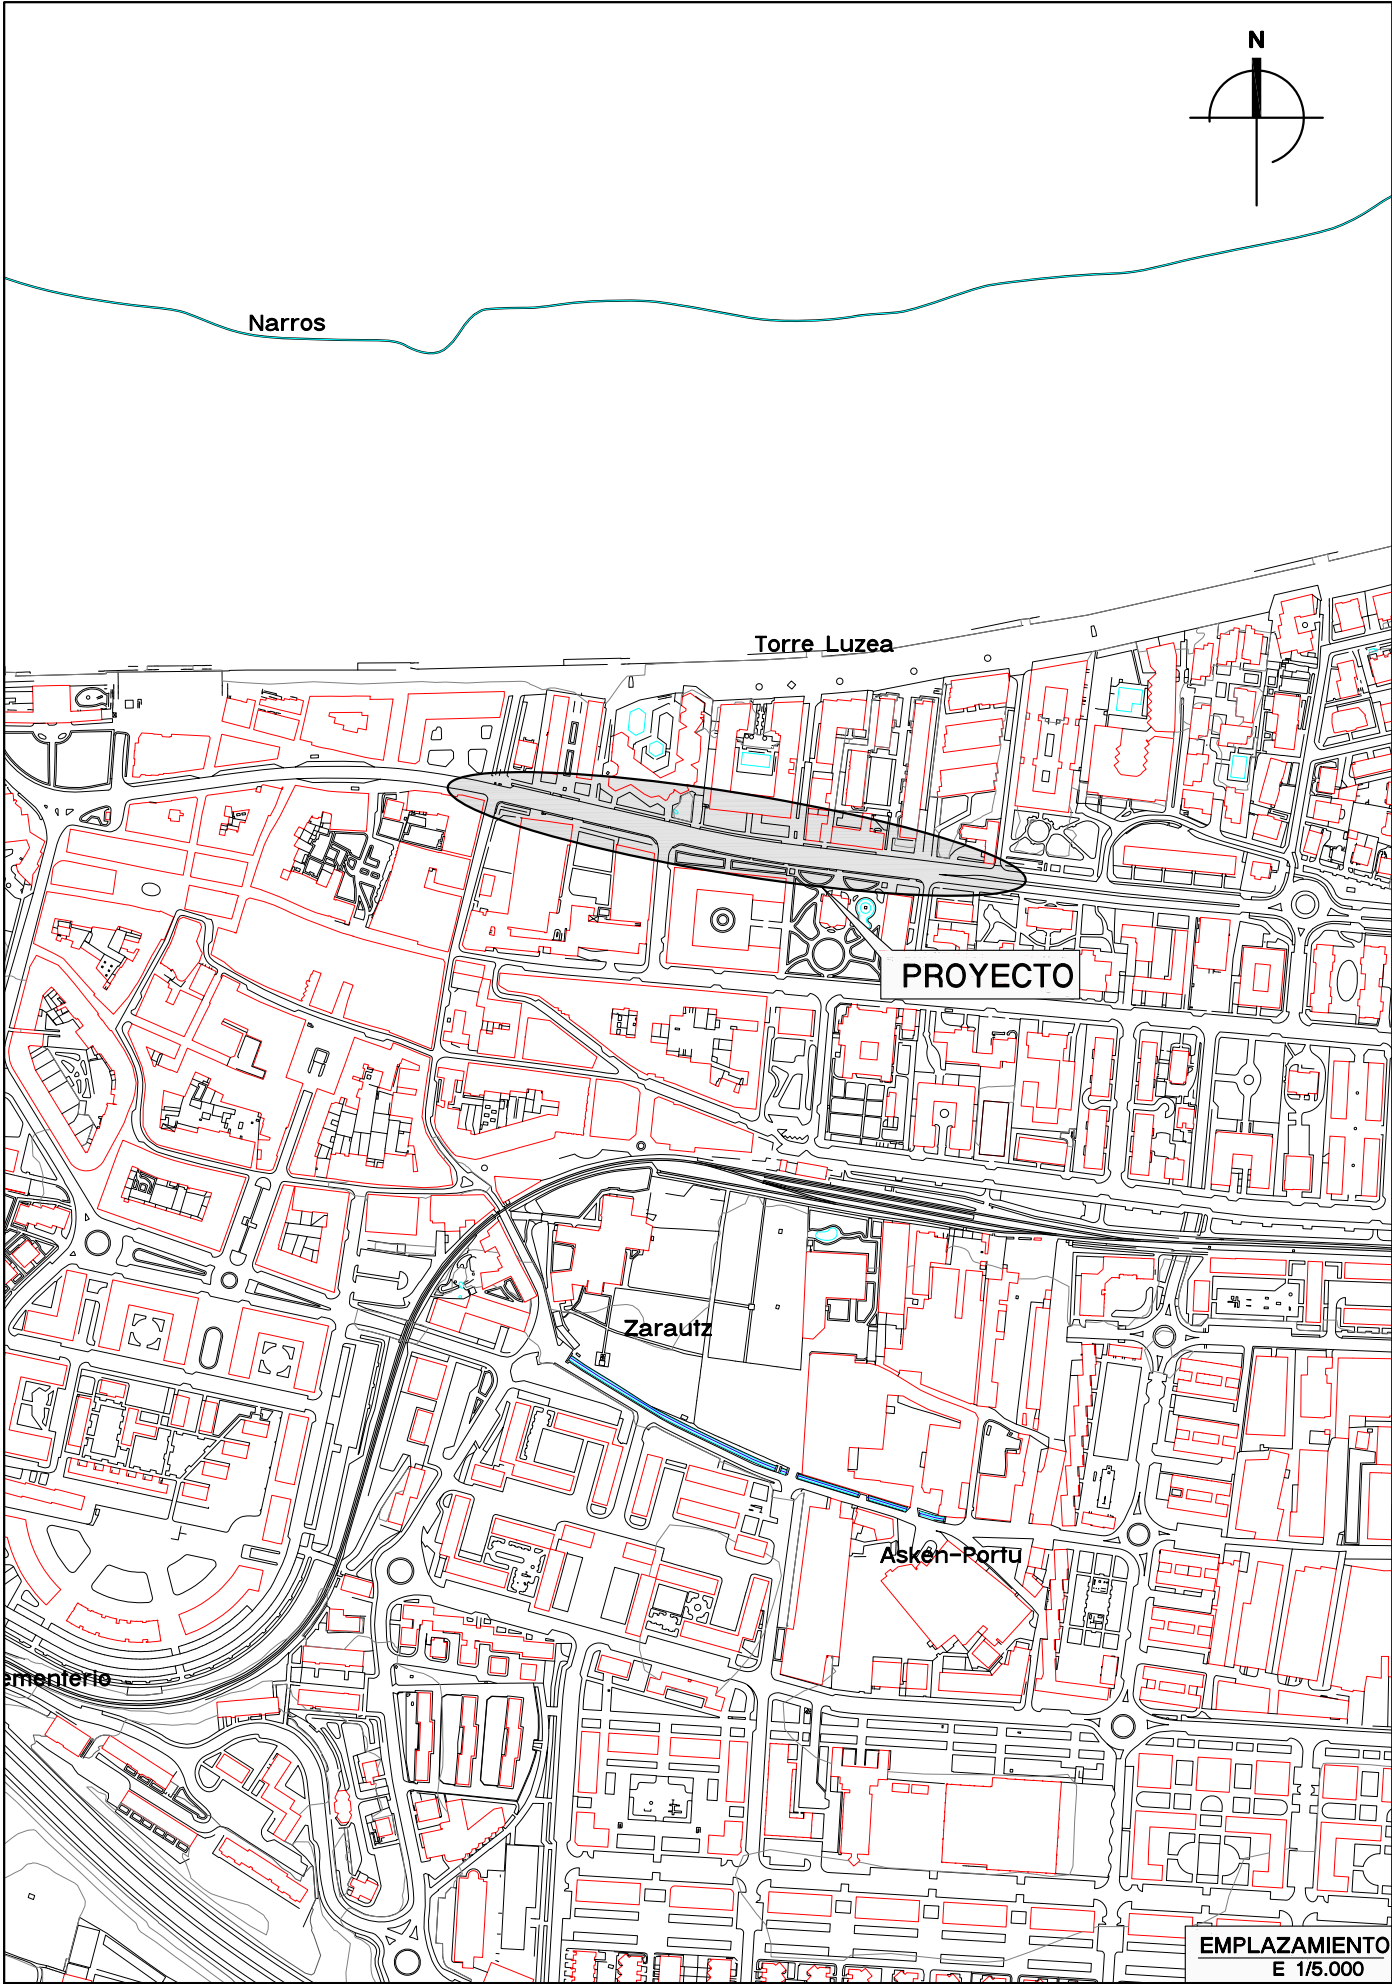 N
Narros
Torre Luzea
PROYECTO
Zarautz
Asken-Portu
ementerio
EMPLAZAMIENTO
E 1/5.000